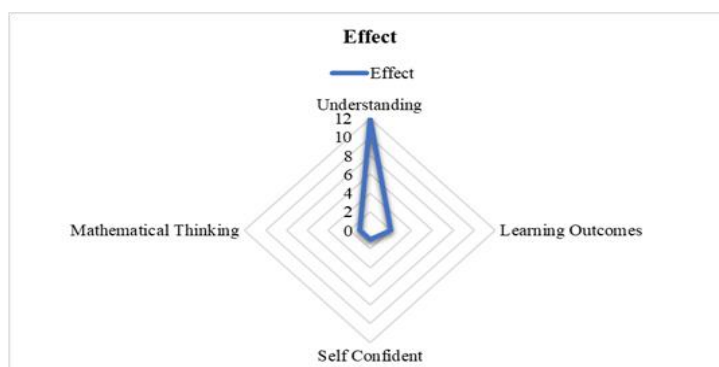 Effect
Effect
Understanding
12
10
8
6
4
2
0
Mathematical Thinking
Learning Outcomes
Self Confident